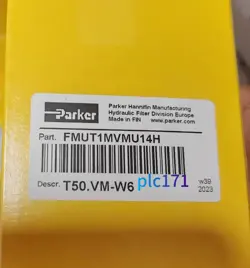 Parker
Parker Hannifin Manufacturing
Hydraulic Filter Division Europe
Made in FIN www.parker.com
Part. FMUT1MVMU14H
Descr. T50.VM-W6
plc171
w39
2023